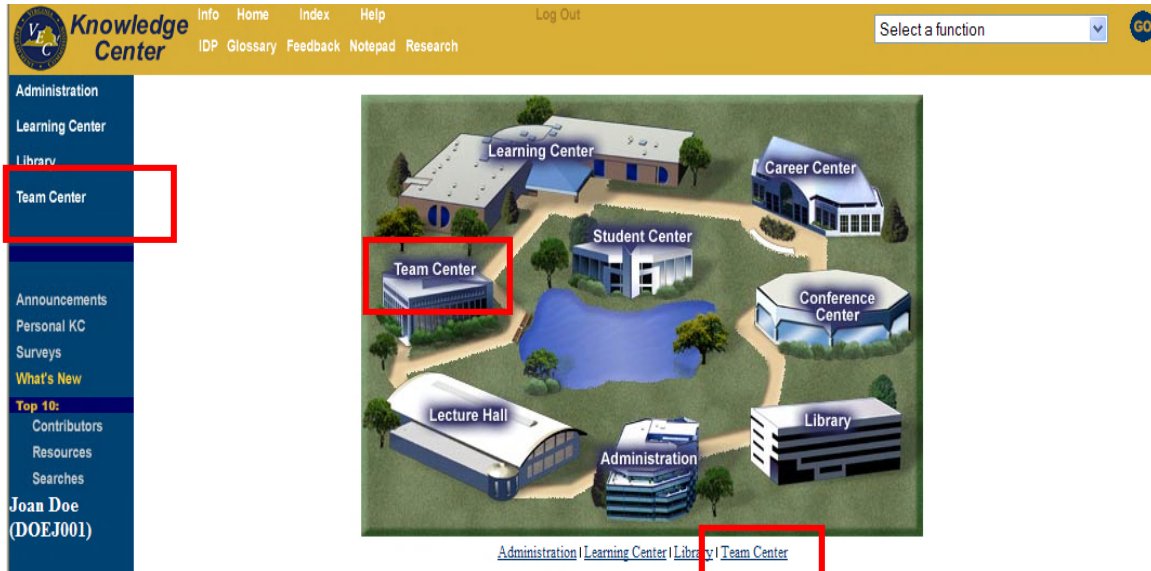 VEC
Knowledge Center
Info Home Index Help Log Out
IDP Glossary Feedback Notepad Research
Select a function
GO
Administration
Learning Center
Library
Team Center
Announcements
Personal KC
Surveys
What's New
Top 10:
Contributors
Resources
Searches
Joan Doe
(DOEJ001)
Learning Center
Career Center
Student Center
Team Center
Conference
Center
Lecture Hall
Library
Administration
Administration | Learning Center | Library | Team Center